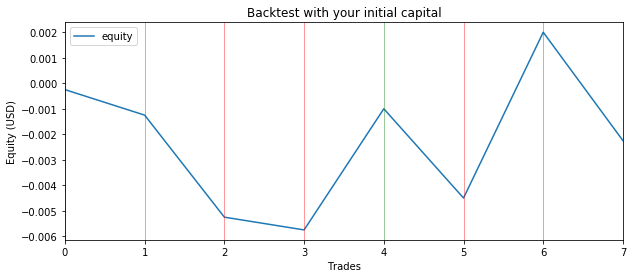 Backtest with your initial capital
equity
Equity (USD)
0.002
0.001
0.000
−0.001
−0.002
−0.003
−0.004
−0.005
−0.006
0 1 2 3 4 5 6 7
Trades